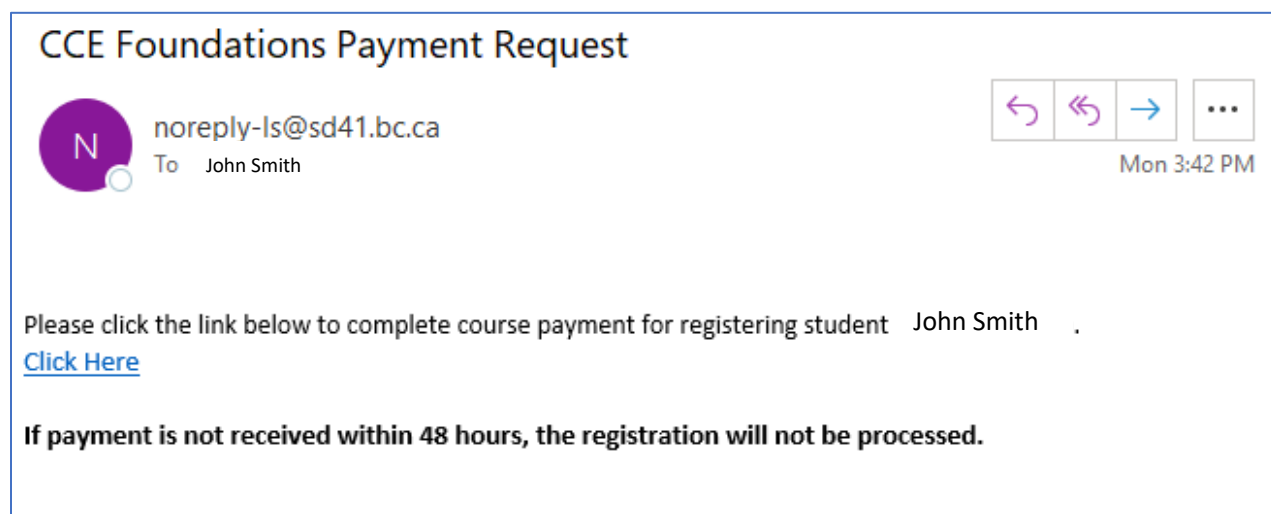 CCE Foundations Payment Request
N
noreply-ls@sd41.bc.ca
To John Smith
Mon 3:42 PM
Please click the link below to complete course payment for registering student John Smith .
Click Here
If payment is not received within 48 hours, the registration will not be processed.